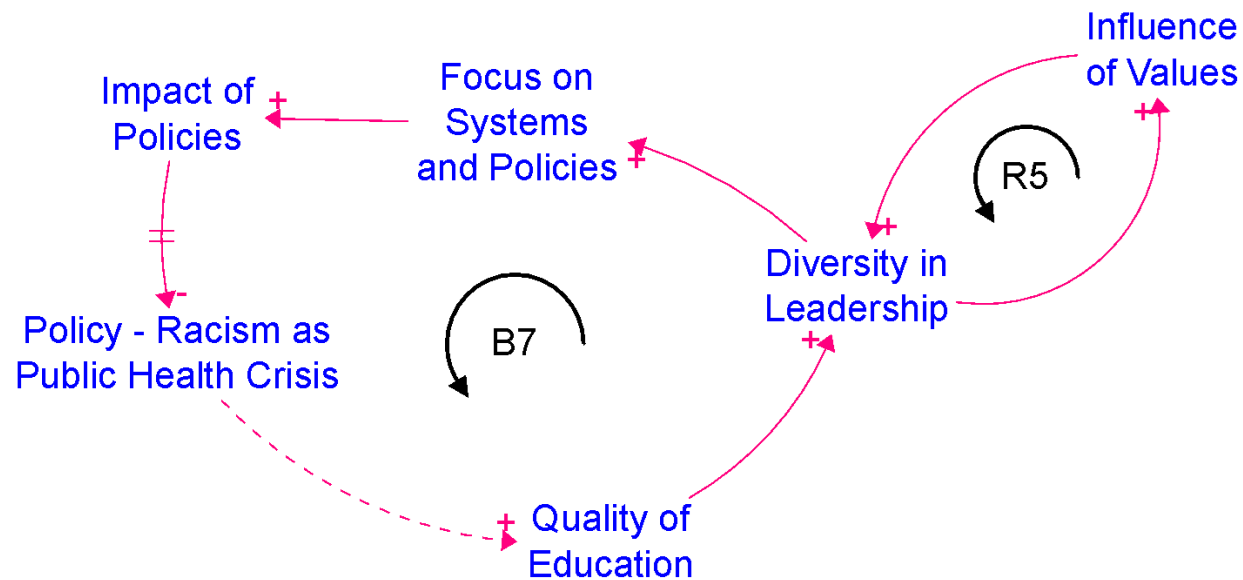 Influence
of Values
Impact of
Policies
+
Focus on
Systems
and Policies
+
+
R5
+
Diversity in
Leadership
+
-
Policy - Racism as
Public Health Crisis
B7
+
Quality of
Education